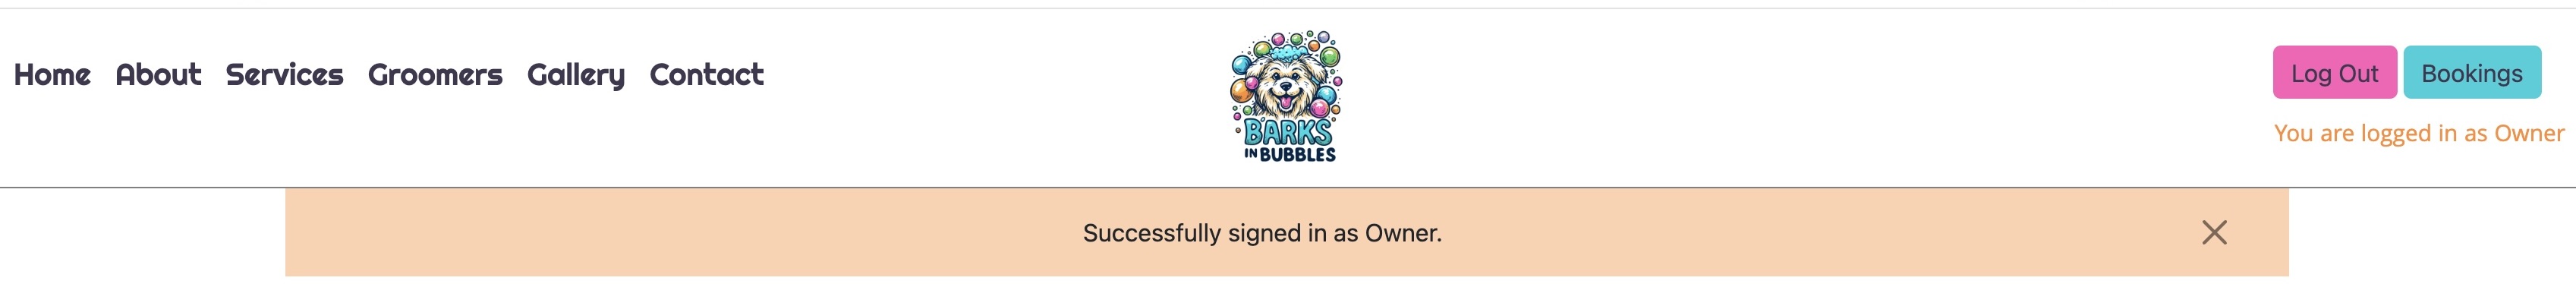 Home About Services Groomers Gallery Contact
BARKS
IN BUBBLES
Log Out Bookings
You are logged in as Owner
Successfully signed in as Owner.